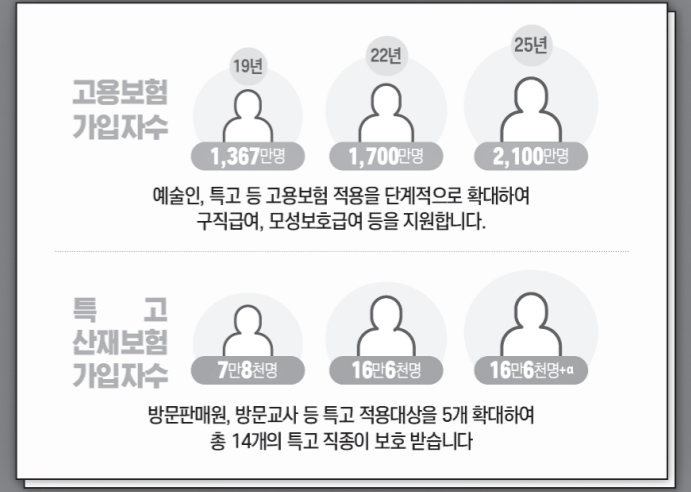 고용보험
가입자수
19년
22년
25년
1,367만명
1,700만명
2,100만명
예술인, 특고 등 고용보험 적용을 단계적으로 확대하여
구직급여, 모성보호급여 등을 지원합니다.
특 고
산재보험
가입자수
7만8천명
16만6천명
16만6천명+α
방문판매원, 방문교사 등 특고 적용대상을 5개 확대하여
총 14개의 특고 직종이 보호 받습니다